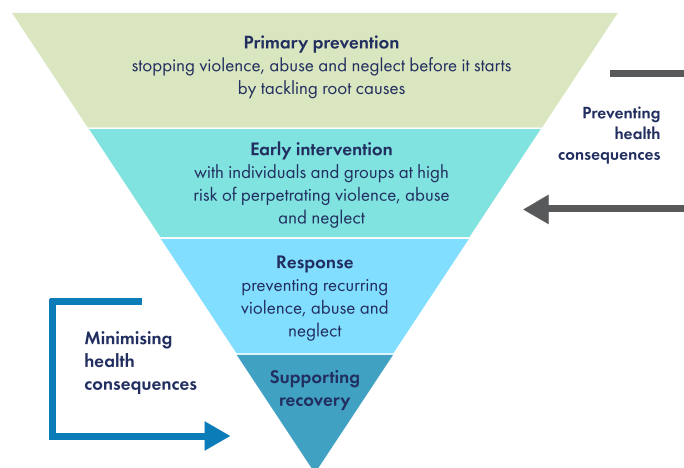 Primary prevention
stopping violence, abuse and neglect before it starts
by tackling root causes
Preventing
health
consequences
Early intervention
with individuals and groups at high
risk of perpetrating violence, abuse
and neglect
Response
preventing recurring
violence, abuse and
neglect
Minimising
health
consequences
Supporting
recovery